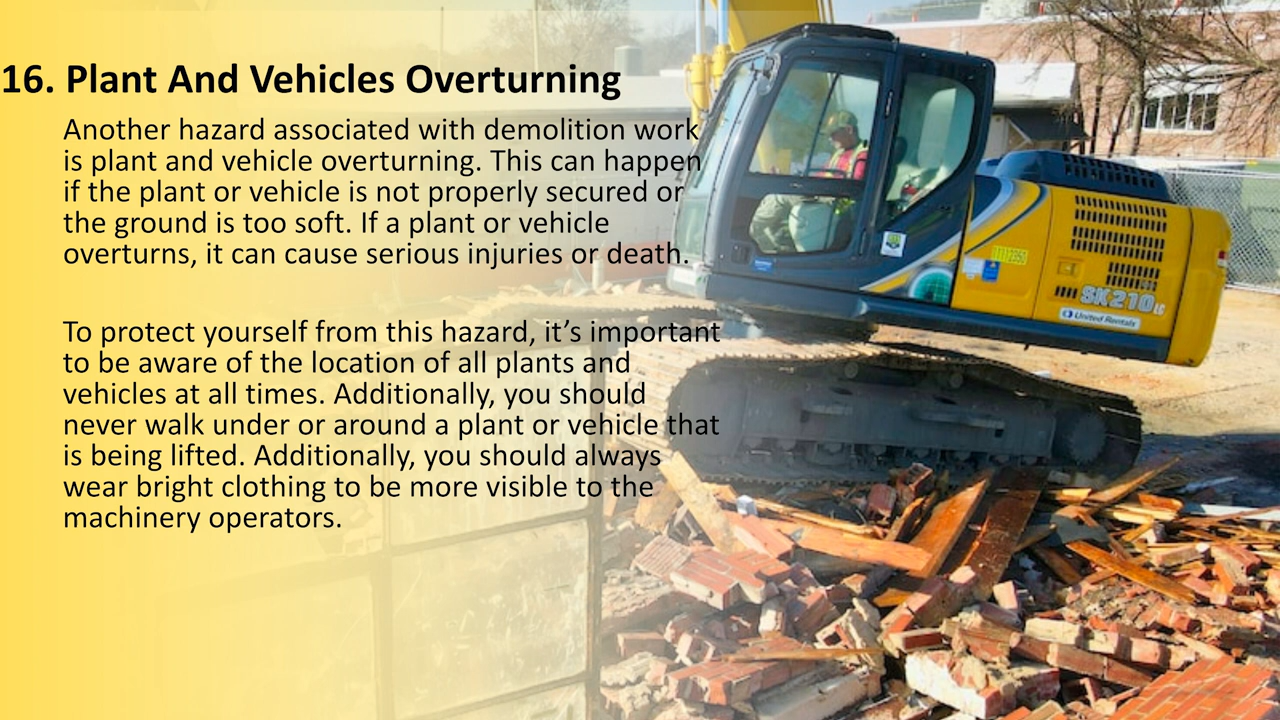 16. Plant And Vehicles Overturning
Another hazard associated with demolition work
is plant and vehicle overturning. This can happen
if the plant or vehicle is not properly secured or
the ground is too soft. If a plant or vehicle
overturns, it can cause serious injuries or death.
To protect yourself from this hazard, it’s important
to be aware of the location of all plants and
vehicles at all times. Additionally, you should
never walk under or around a plant or vehicle that
is being lifted. Additionally, you should always
wear bright clothing to be more visible to the
machinery operators.
SK210LC
United Rentals